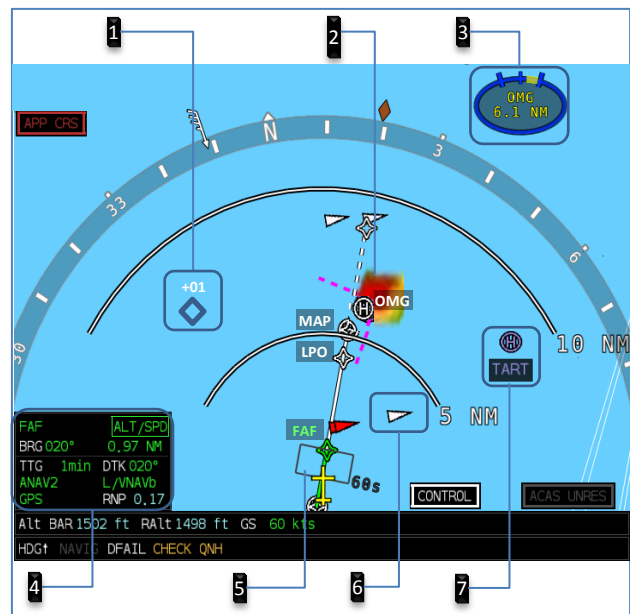 1
2
3
OMG
6.1 NM
APP CRS
N
3
33
6
30
+01
OMG
MAP
LPO
10 NM
TART
5 NM
FAF
60s
FAF ALT/SPD
BRG 020° 0.97 NM
TTG 1min DTK 020°
ANAV2 L/VNAVb
GPS RNP 0.17
CONTROL
ACAS UNRES
Alt BAR 1502 ft RAlt 1498 ft GS 60 kts
HDG↑ NAVIG DFAIL CHECK QNH
4
5
6
7
H
H